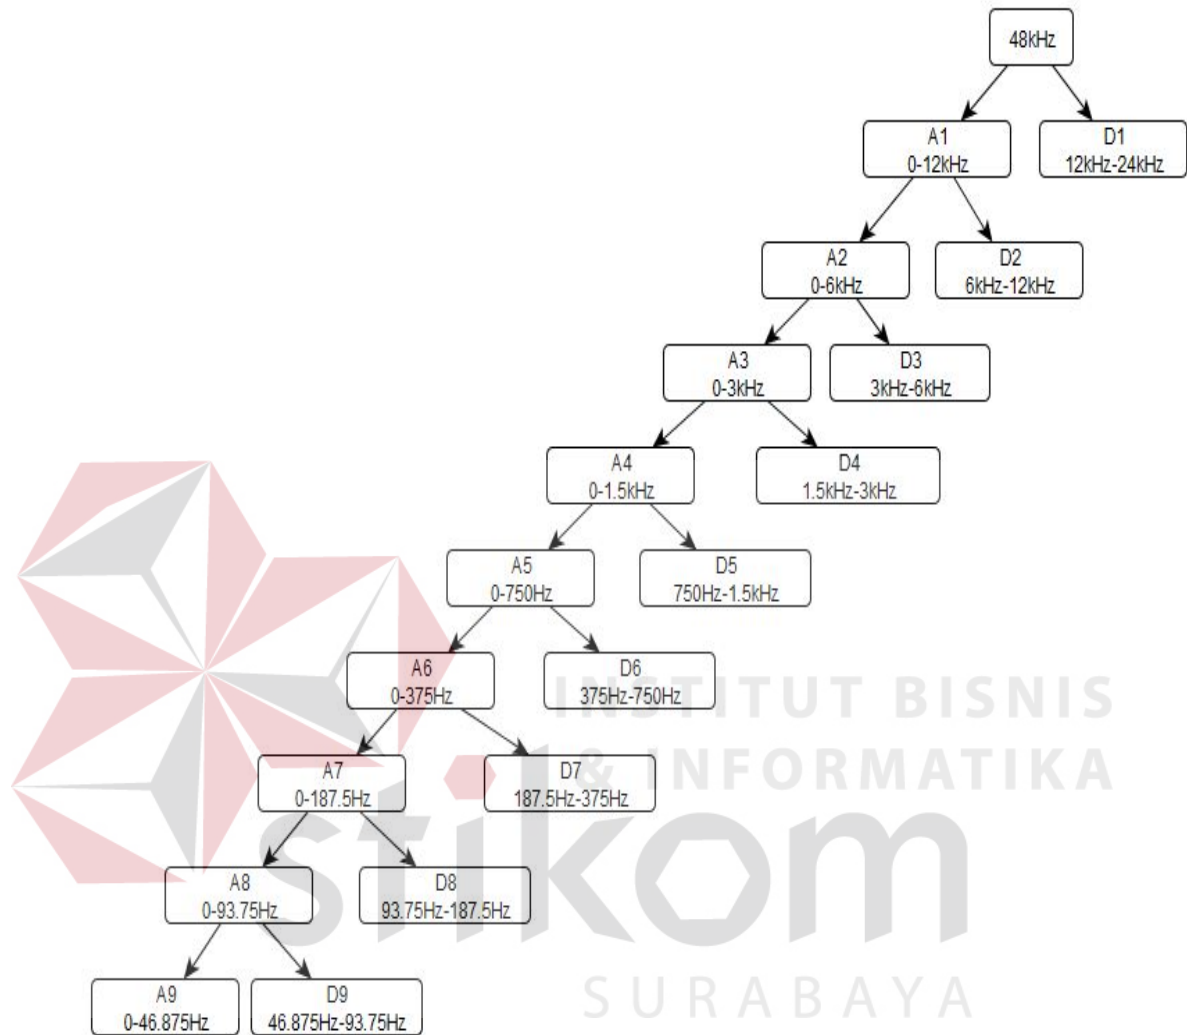 48kHz
A1
0-12kHz
D1
12kHz-24kHz
A2
0-6kHz
D2
6kHz-12kHz
A3
0-3kHz
D3
3kHz-6kHz
A4
0-1.5kHz
D4
1.5kHz-3kHz
A5
0-750Hz
D5
750Hz-1.5kHz
A6
0-375Hz
D6
375Hz-750Hz
A7
0-187.5Hz
D7
187.5Hz-375Hz
A8
0-93.75Hz
D8
93.75Hz-187.5Hz
A9
0-46.875Hz
D9
46.875Hz-93.75Hz
INSTITUT BISNIS
& INFORMATIKA
stikom
SURABAYA